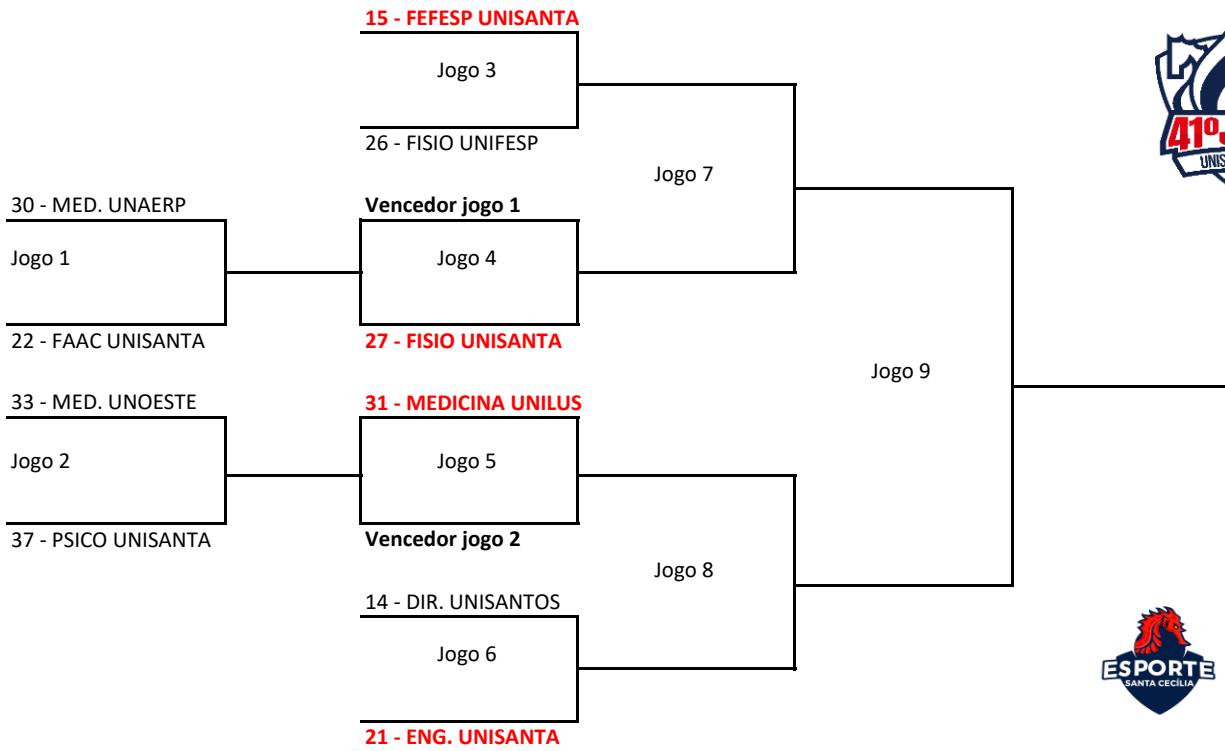 15 - FEFESP UNISANTA
Jogo 3
26 - FISIO UNIFESP
Jogo 7
30 - MED. UNAERP
Vencedor jogo 1
Jogo 1
Jogo 4
22 - FAAC UNISANTA
27 - FISIO UNISANTA
Jogo 9
33 - MED. UNOESTE
31 - MEDICINA UNILUS
Jogo 2
Jogo 5
37 - PSICO UNISANTA
Vencedor jogo 2
Jogo 8
14 - DIR. UNISANTOS
Jogo 6
21 - ENG. UNISANTA
41º
UNIS
ESPORTE
SANTA CECÍLIA